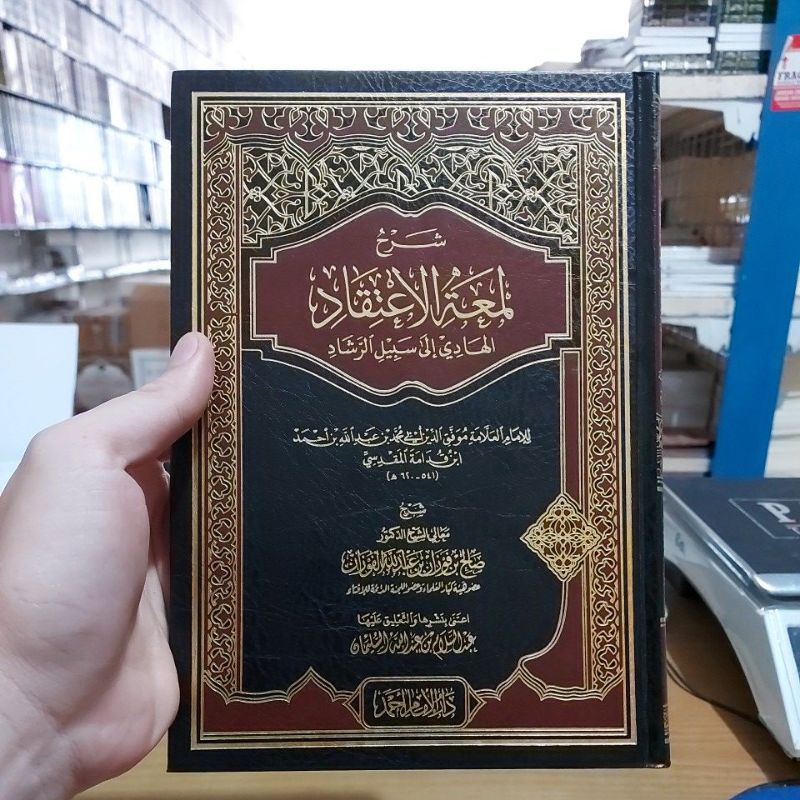 شرح
لمعة الاعتقاد
الهادي إلى سبيل الرشاد
للإمام العلامة موفق الدين أبي محمد بن عبد الله بن أحمد
ابن قدامة المقدسي
(٥٤١ - ٦٢٠ هـ)
شرح
معالي الشيخ الدكتور
صالح بن فوزان بن عبد الله الفوزان
عضو هيئة كبار العلماء وعضو اللجنة الدائمة للإفتاء
اعتنى بنشرها والتعليق عليها
عبد السلام بن عبد الله السليمان
دار الإمام أحمد
FRAG